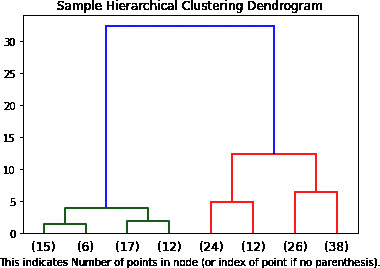 Sample Hierarchical Clustering Dendrogram
30
25
20
15
10
5
0
(15) (6) (17) (12) (24) (12) (26) (38)
This indicates Number of points in node (or index of point if no parenthesis).